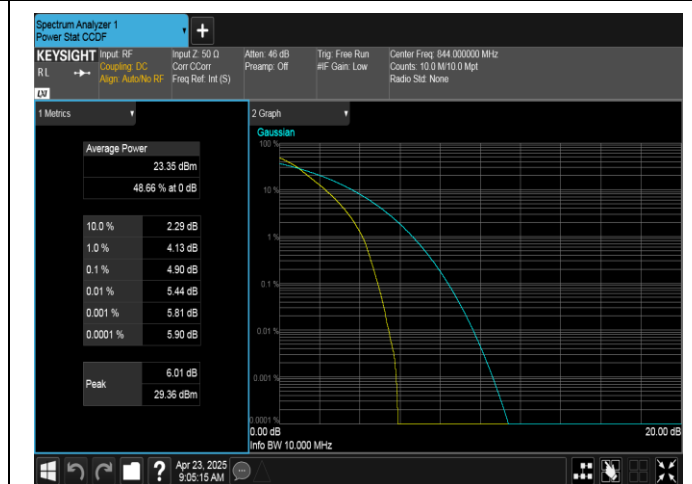 Spectrum Analyzer 1
Power Stat CCDF
+
KEYSIGHT
RL
Input: RF
Coupling: DC
Align: Auto/No RF
Input Z: 50 Ω
Corr CCorr
Freq Ref: Int (S)
Atten: 46 dB
Preamp: Off
Trig: Free Run
#IF Gain: Low
Center Freq: 844.000000 MHz
Counts: 10.0 M/10.0 Mpt
Radio Std: None
LXI
1 Metrics
Average Power
23.35 dBm
48.66 % at 0 dB
10.0 % 2.29 dB
1.0 % 4.13 dB
0.1 % 4.90 dB
0.01 % 5.44 dB
0.001 % 5.81 dB
0.0001 % 5.90 dB
Peak
6.01 dB
29.36 dBm
2 Graph
Gaussian
100 %
10 %
1 %
0.1 %
0.01 %
0.001 %
0.0001 %
0.00 dB
20.00 dB
Info BW 10.000 MHz
?
Apr 23, 2025
9:05:15 AM